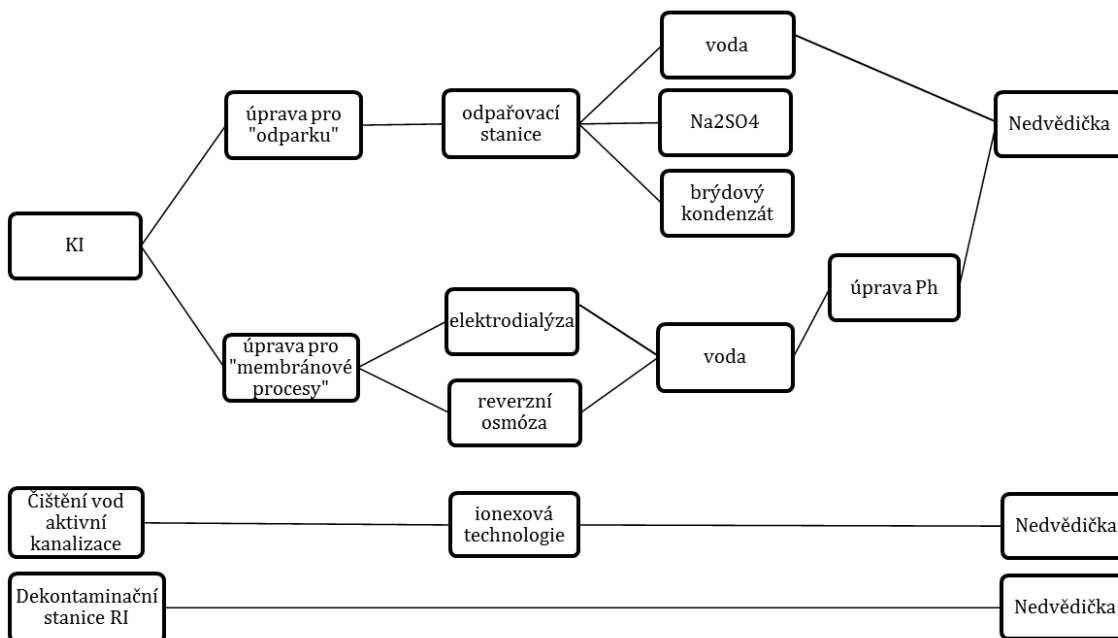 voda
úprava pro
"odparku"
odpařovací
stanice
Na2SO4
Nedvědička
brýdový
kondenzát
KI
úprava Ph
elektrodialýza
úprava pro
"membránové
procesy"
voda
reverzní
osmóza
Čištění vod
aktivní
kanalizace
ionexová
technologie
Nedvědička
Dekontaminační
stanice RI
Nedvědička